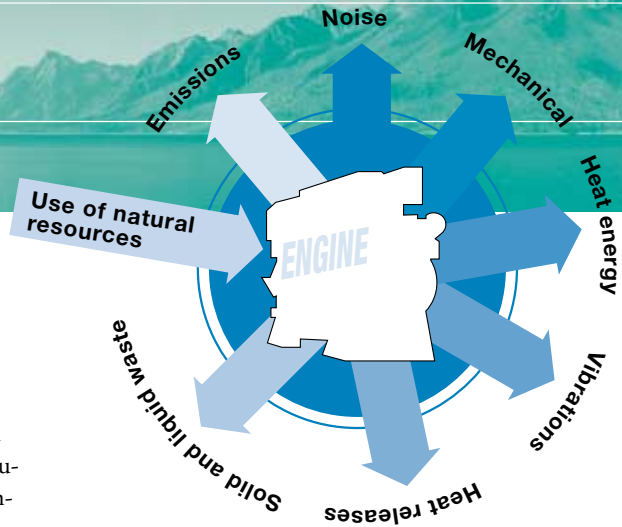 Noise
Emissions
Mechanical
Heat energy
Use of natural
resources
ENGINE
Vibrations
Solid and liquid waste
Heat releases
u-
n-